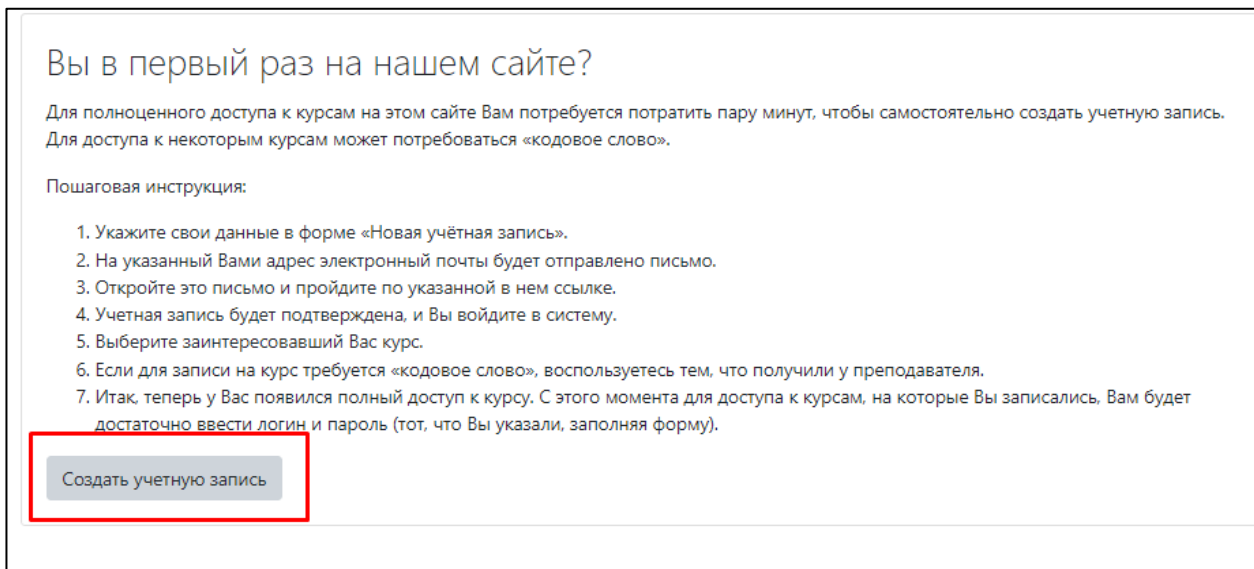 Вы в первый раз на нашем сайте?
Для полноценного доступа к курсам на этом сайте Вам потребуется потратить пару минут, чтобы самостоятельно создать учетную запись.
Для доступа к некоторым курсам может потребоваться «кодовое слово».
Пошаговая инструкция:
1. Укажите свои данные в форме «Новая учётная запись».
2. На указанный Вами адрес электронный почты будет отправлено письмо.
3. Откройте это письмо и пройдите по указанной в нем ссылке.
4. Учетная запись будет подтверждена, и Вы войдите в систему.
5. Выберите заинтересовавший Вас курс.
6. Если для записи на курс требуется «кодовое слово», воспользуетесь тем, что получили у преподавателя.
7. Итак, теперь у Вас появился полный доступ к курсу. С этого момента для доступа к курсам, на которые Вы записались, Вам будет
достаточно ввести логин и пароль (тот, что Вы указали, заполняя форму).
Создать учетную запись